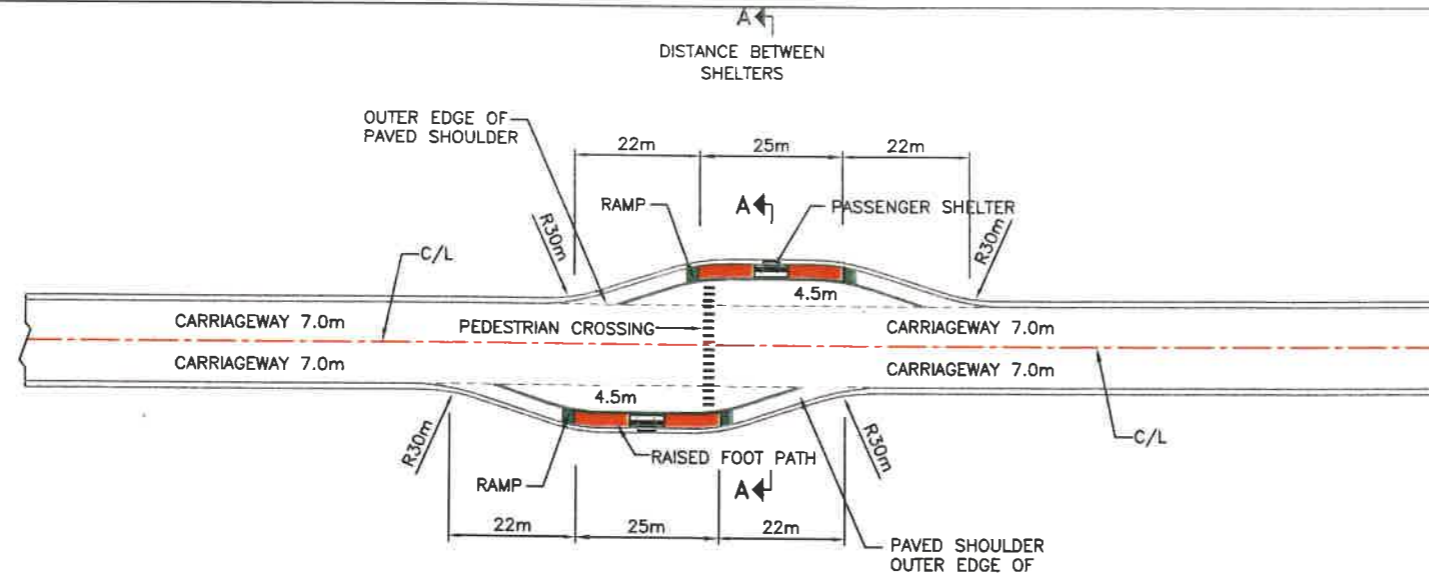 A
DISTANCE BETWEEN
SHELTERS
OUTER EDGE OF
PAVED SHOULDER
22m
25m
22m
RAMP
A
PASSENGER SHELTER
R30m
R30m
C/L
4.5m
CARRIAGEWAY 7.0m
PEDESTRIAN CROSSING
CARRIAGEWAY 7.0m
CARRIAGEWAY 7.0m
CARRIAGEWAY 7.0m
4.5m
R30m
R30m
C/L
RAISED FOOT PATH
RAMP
A
22m
25m
22m
PAVED SHOULDER
OUTER EDGE OF